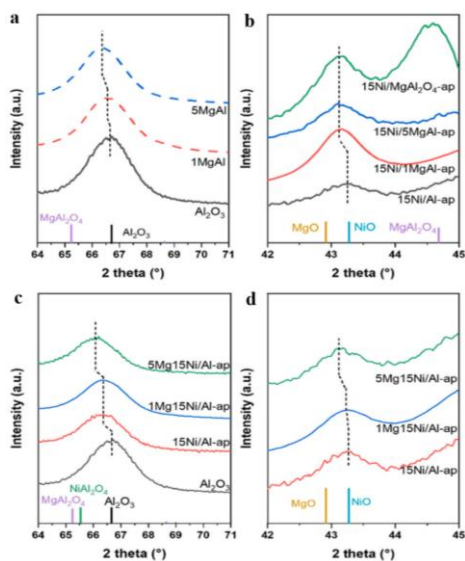 a
Intensity (a.u.)
5MgAl
1MgAl
Al₂O₃
MgAl₂O₄
Al₂O₃
64 65 66 67 68 69 70 71
2 theta (°)
b
Intensity (a.u.)
15Ni/MgAl₂O₄-ap
15Ni/5MgAl-ap
15Ni/1MgAl-ap
15Ni/Al-ap
MgO
NiO
MgAl₂O₄
42 43 44 45
2 theta (°)
c
Intensity (a.u.)
5Mg15Ni/Al-ap
1Mg15Ni/Al-ap
15Ni/Al-ap
Al₂O₃
NiAl₂O₄
MgAl₂O₄
Al₂O₃
64 65 66 67 68 69 70 71
2 theta (°)
d
Intensity (a.u.)
5Mg15Ni/Al-ap
1Mg15Ni/Al-ap
15Ni/Al-ap
MgO
NiO
42 43 44 45
2 theta (°)